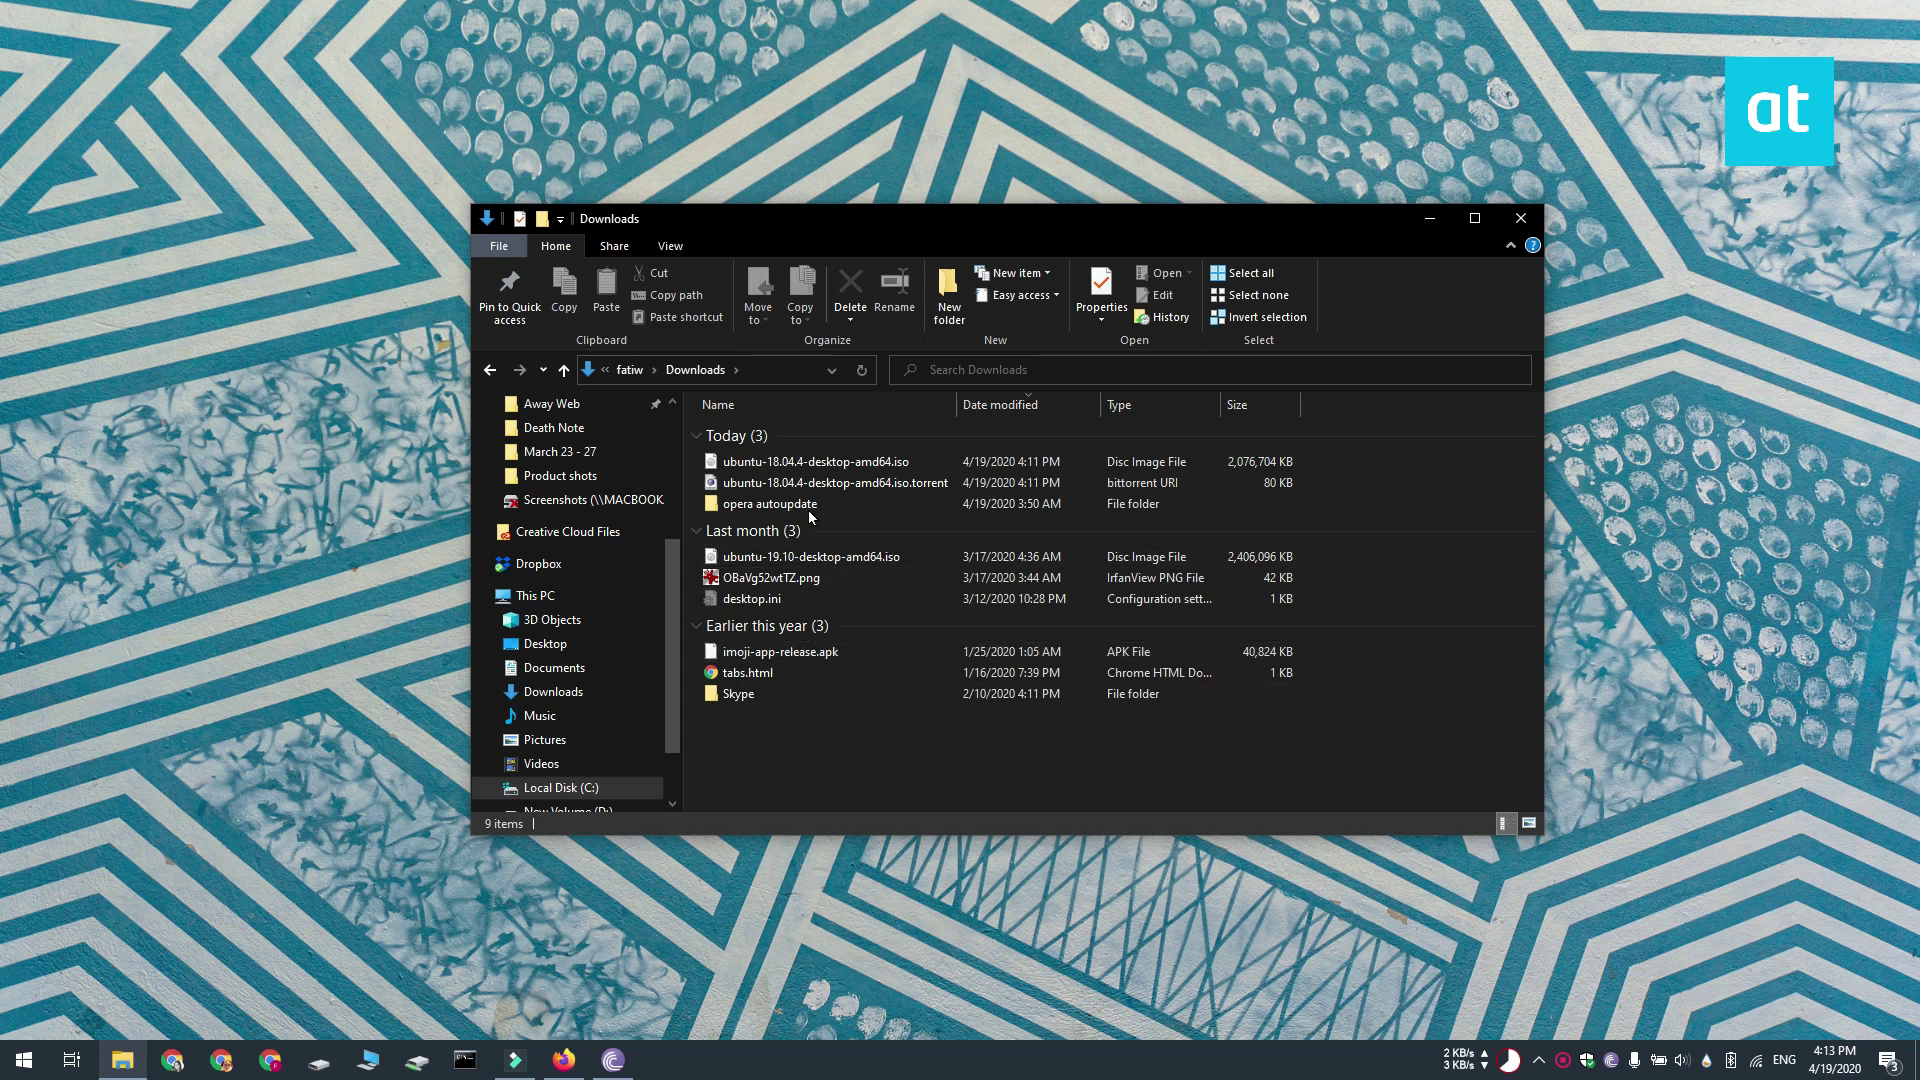 at
Downloads
File Home Share View
Pin to Quick access
Copy
Paste
Cut
Copy path
Paste shortcut
Clipboard
Move to
Copy to
Delete
Rename
Organize
New folder
New item
Easy access
New
Properties
Open
Edit
History
Open
Select all
Select none
Invert selection
Select
« fatiw › Downloads ›
Search Downloads
Away Web
Death Note
March 23 - 27
Product shots
Screenshots (\\MACBOOK
Creative Cloud Files
Dropbox
This PC
3D Objects
Desktop
Documents
Downloads
Music
Pictures
Videos
Local Disk (C:)
New Volume (D:)
Name Date modified Type Size
Today (3)
ubuntu-18.04.4-desktop-amd64.iso 4/19/2020 4:11 PM Disc Image File 2,076,704 KB
ubuntu-18.04.4-desktop-amd64.iso.torrent 4/19/2020 4:11 PM bittorrent URI 80 KB
opera autoupdate 4/19/2020 3:50 AM File folder
Last month (3)
ubuntu-19.10-desktop-amd64.iso 3/17/2020 4:36 AM Disc Image File 2,406,096 KB
OBaVg52wtTZ.png 3/17/2020 3:44 AM IrfanView PNG File 42 KB
desktop.ini 3/12/2020 10:28 PM Configuration sett... 1 KB
Earlier this year (3)
imoji-app-release.apk 1/25/2020 1:05 AM APK File 40,824 KB
tabs.html 1/16/2020 7:39 PM Chrome HTML Do... 1 KB
Skype 2/10/2020 4:11 PM File folder
9 items
2 KB/s
3 KB/s
ENG
4:13 PM
4/19/2020
3